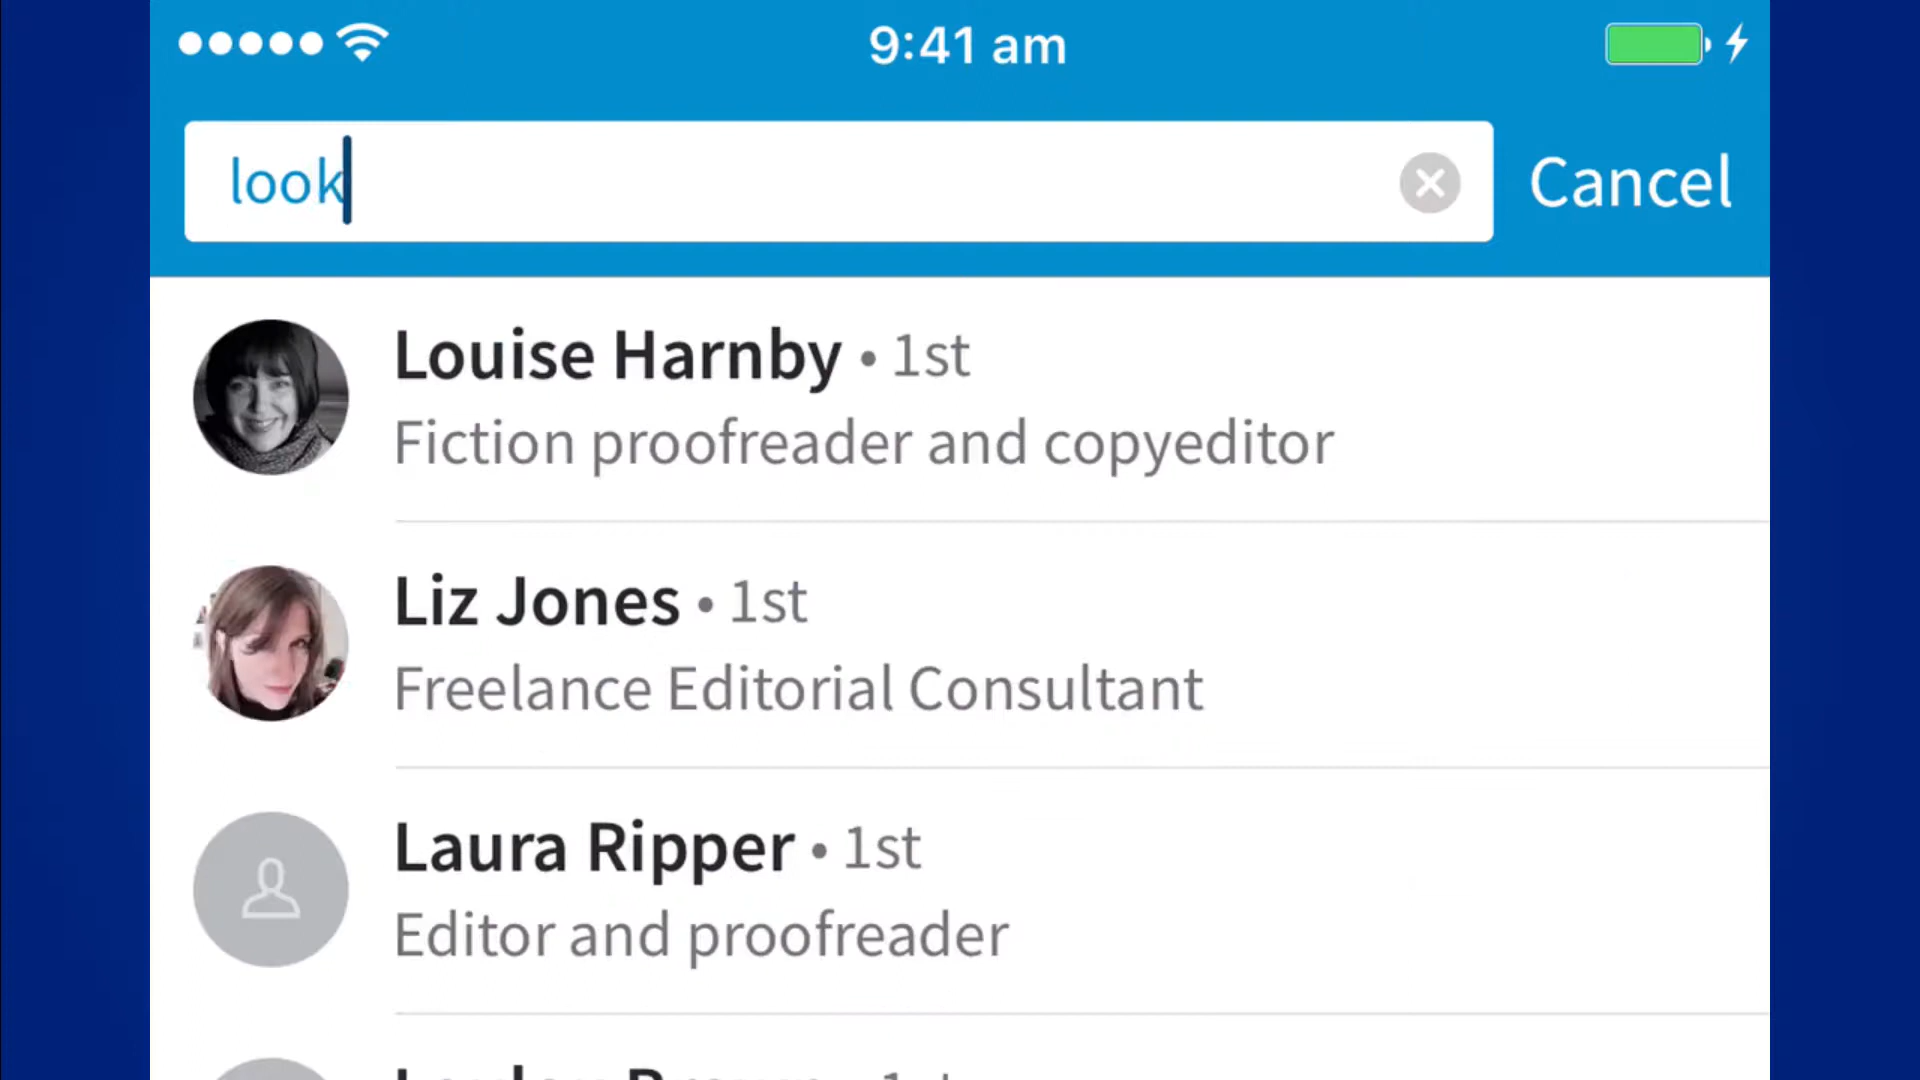 9:41 am
look
Cancel
Louise Harnby • 1st
Fiction proofreader and copyeditor
Liz Jones • 1st
Freelance Editorial Consultant
Laura Ripper • 1st
Editor and proofreader